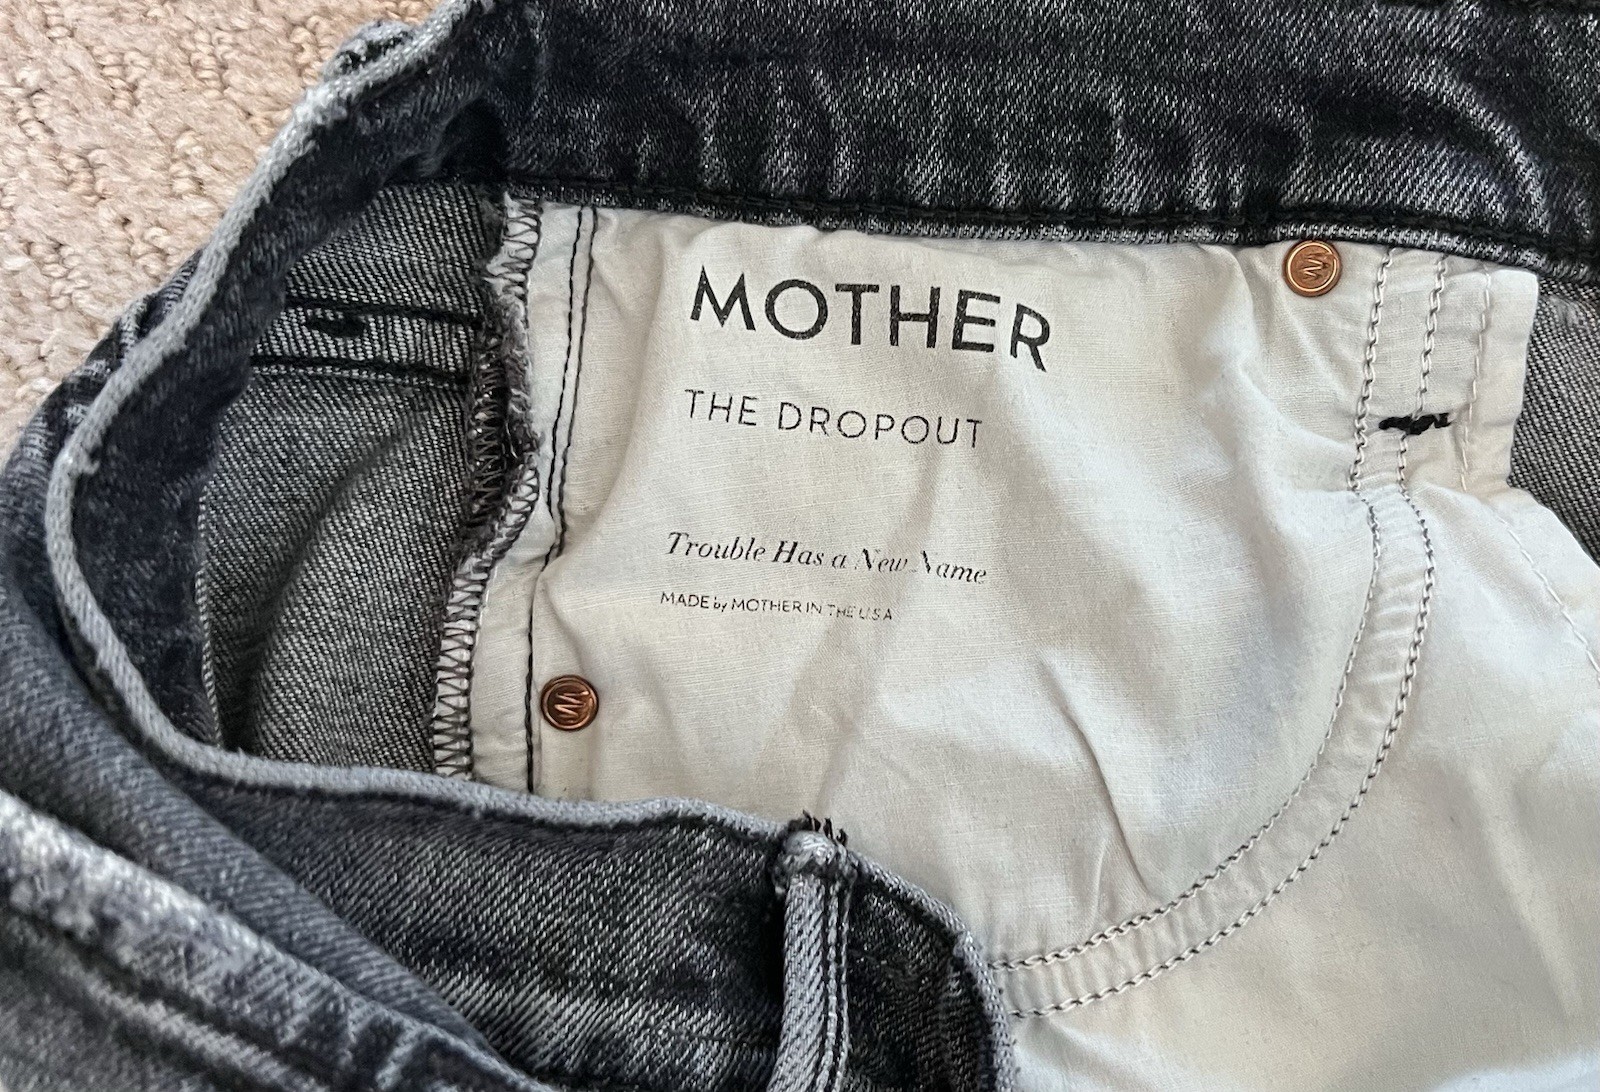 MOTHER
THE DROPOUT
Trouble Has a New Name
MADE by MOTHER IN THE USA